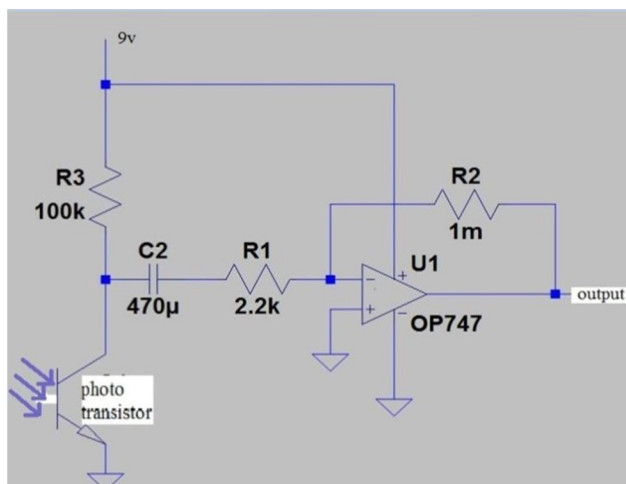 9v
R3
100k
C2
470µ
R1
2.2k
R2
1m
U1
OP747
output
photo
transistor